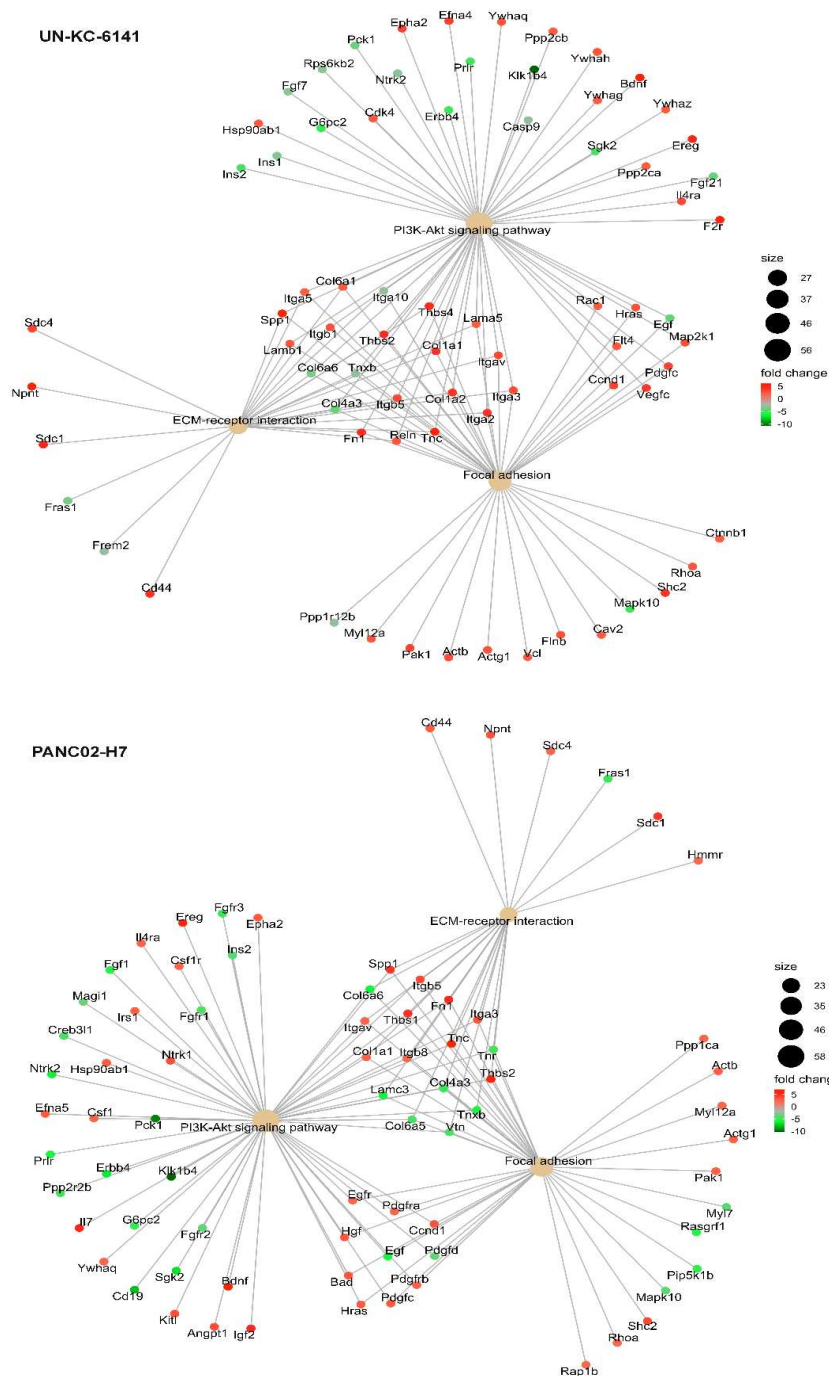 UN-KC-6141
Efna4
Ywhaq
Epha2
Pck1
Ppp2cb
Rps6kb2
Prlr
Ywhah
Ntrk2
Klk1b4
Bdnf
Fgf7
Ywhag
Ywhaz
Cdk4
Erbb4
G6pc2
Hsp90ab1
Casp9
Sgk2
Ereg
Ins1
Ppp2ca
Ins2
Fgf21
Il4ra
PI3K-Akt signaling pathway
F2r
size
27
37
46
56
fold change
5
0
-5
-10
Col6a1
Itga5
Itga10
Rac1
Sdc4
Spp1
Thbs4
Hras
Itgb1
Lama5
Egf
Thbs2
Map2k1
Lamb1
Col1a1
Flt4
Col6a6
Tnxb
Itgav
Pdgfc
Npnt
Ccnd1
Col4a3
Itgb5
Col1a2
Itga3
Vegfc
ECM-receptor interaction
Itga2
Sdc1
Fn1
Reln
Tnc
Focal adhesion
Fras1
Ctnnb1
Frem2
Rhoa
Shc2
Cd44
Mapk10
Ppp1r12b
Myl12a
Cav2
Flnb
Pak1
Actb
Actg1
Vcl
PANC02-H7
Cd44
Npnt
Sdc4
Fras1
Sdc1
Hmmr
ECM-receptor interaction
Fgfr3
Ereg
Epha2
Il4ra
Csf1r
Ins2
Fgf1
Spp1
Itgb5
Magi1
Col6a6
Fn1
Irs1
Fgfr1
Thbs1
Itga3
Creb3l1
Itgav
Tnc
Ntrk1
Col1a1
Itgb8
Tnr
Ntrk2
Hsp90ab1
Thbs2
Lamc3
Col4a3
Efna5
Csf1
Tnxb
Pck1
PI3K-Akt signaling pathway
Col6a5
Vtn
size
23
35
46
58
fold change
5
0
-5
-10
Ppp1ca
Actb
Myl12a
Actg1
Focal adhesion
Pak1
Prlr
Erbb4
Klk1b4
Ppp2r2b
Egfr
Pdgfra
Myl7
Il7
G6pc2
Hgf
Ccnd1
Rasgrf1
Fgfr2
Egf
Pdgfd
Ywhaq
Sgk2
Bad
Pdgfrb
Pip5k1b
Cd19
Bdnf
Hras
Pdgfc
Mapk10
Kitl
Shc2
Angpt1
Igf2
Rhoa
Rap1b